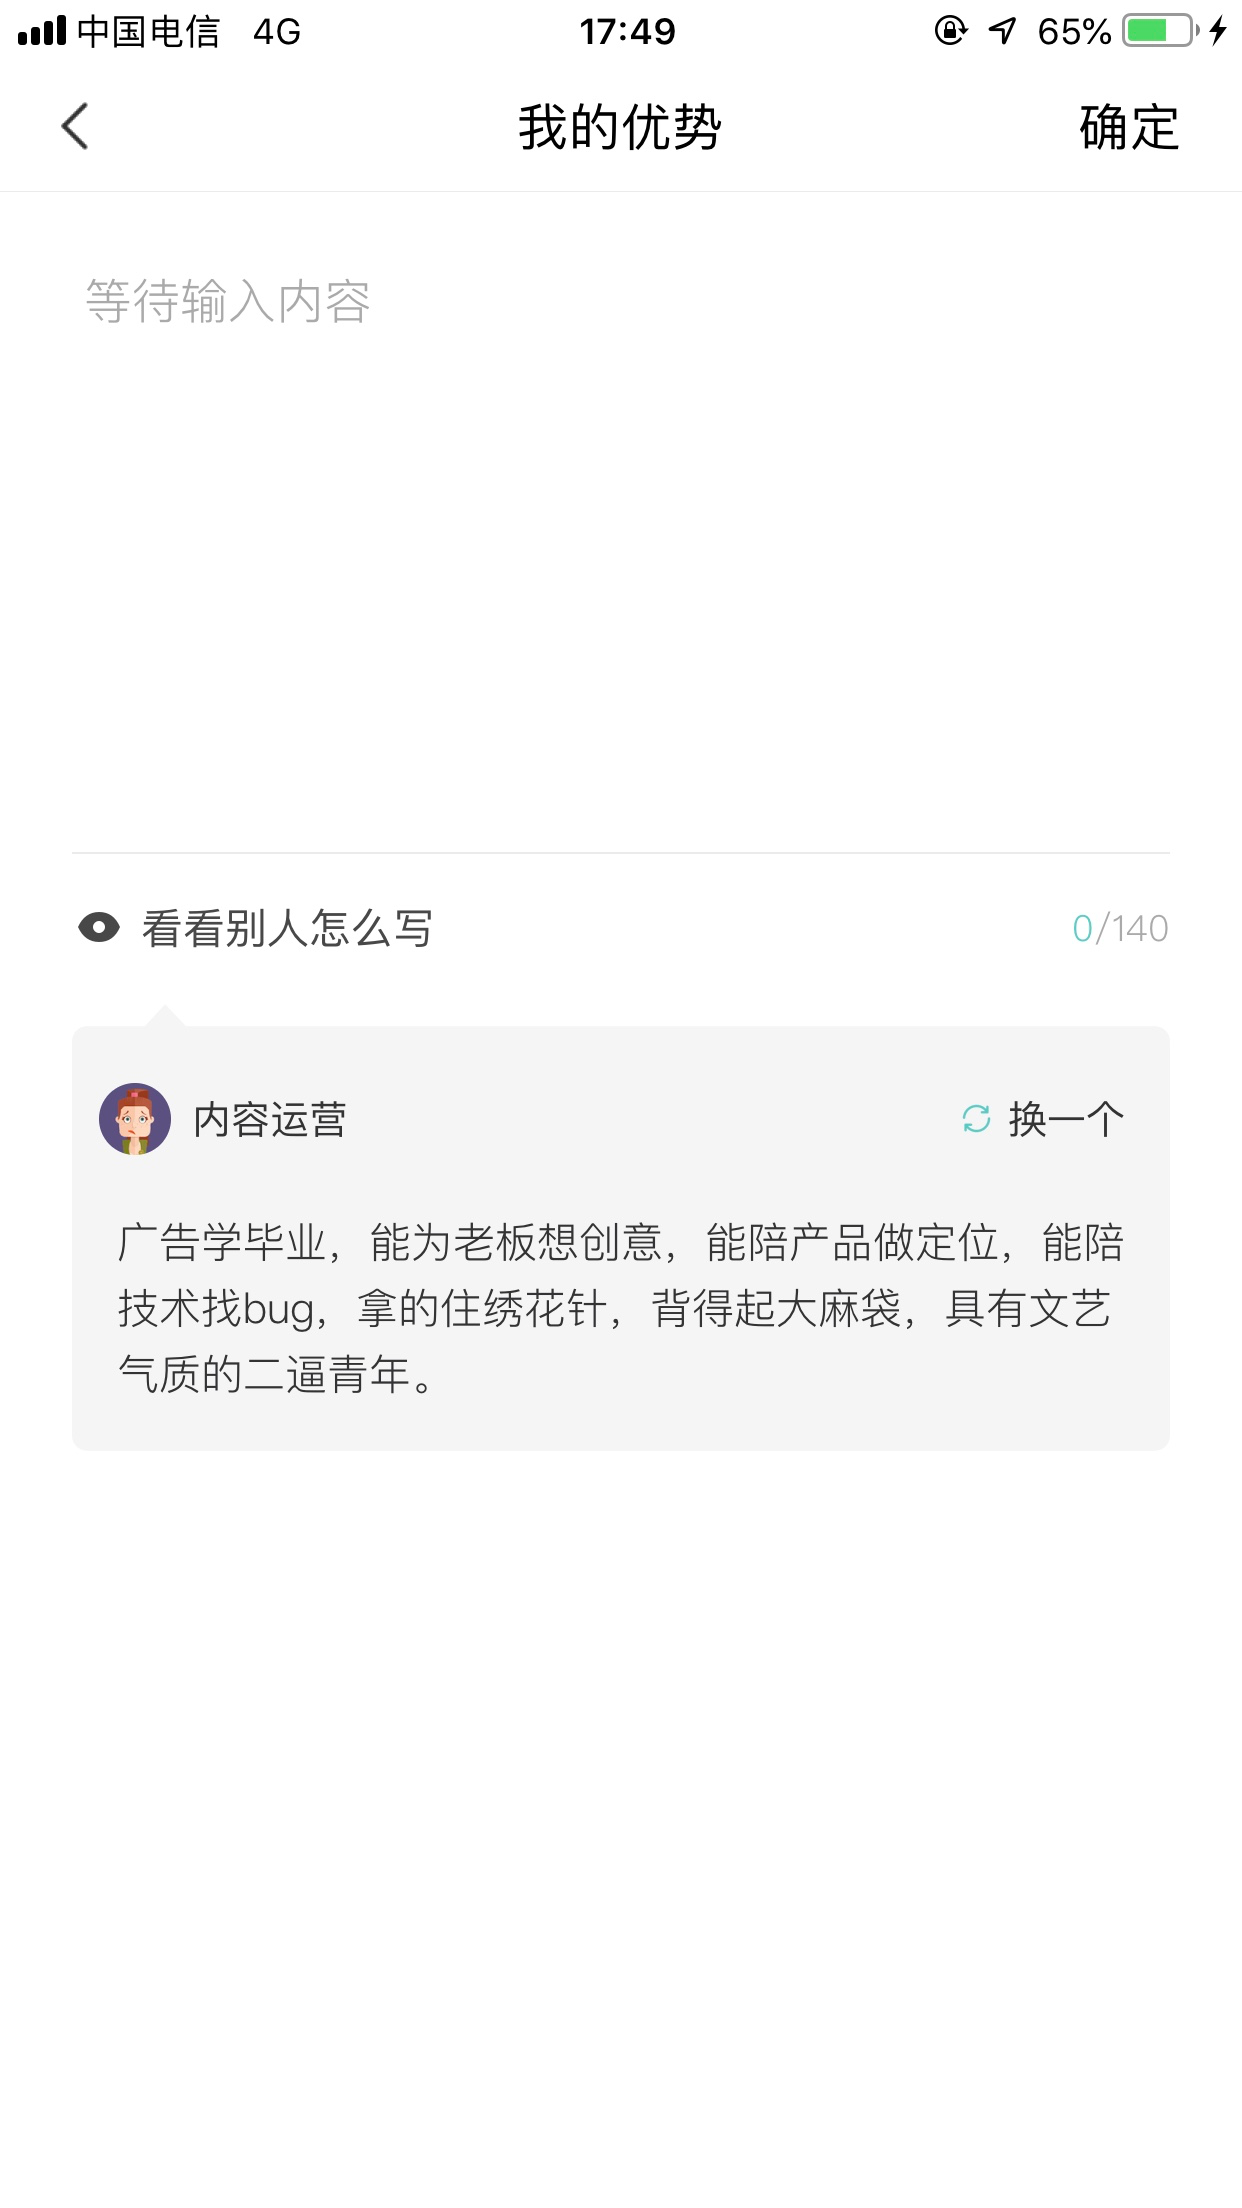 中国电信 4G 17:49 65%
我的优势 确定
等待输入内容
看看别人怎么写 0/140
内容运营 换一个
广告学毕业，能为老板想创意，能陪产品做定位，能陪
技术找bug，拿的住绣花针，背得起大麻袋，具有文艺
气质的二逼青年。